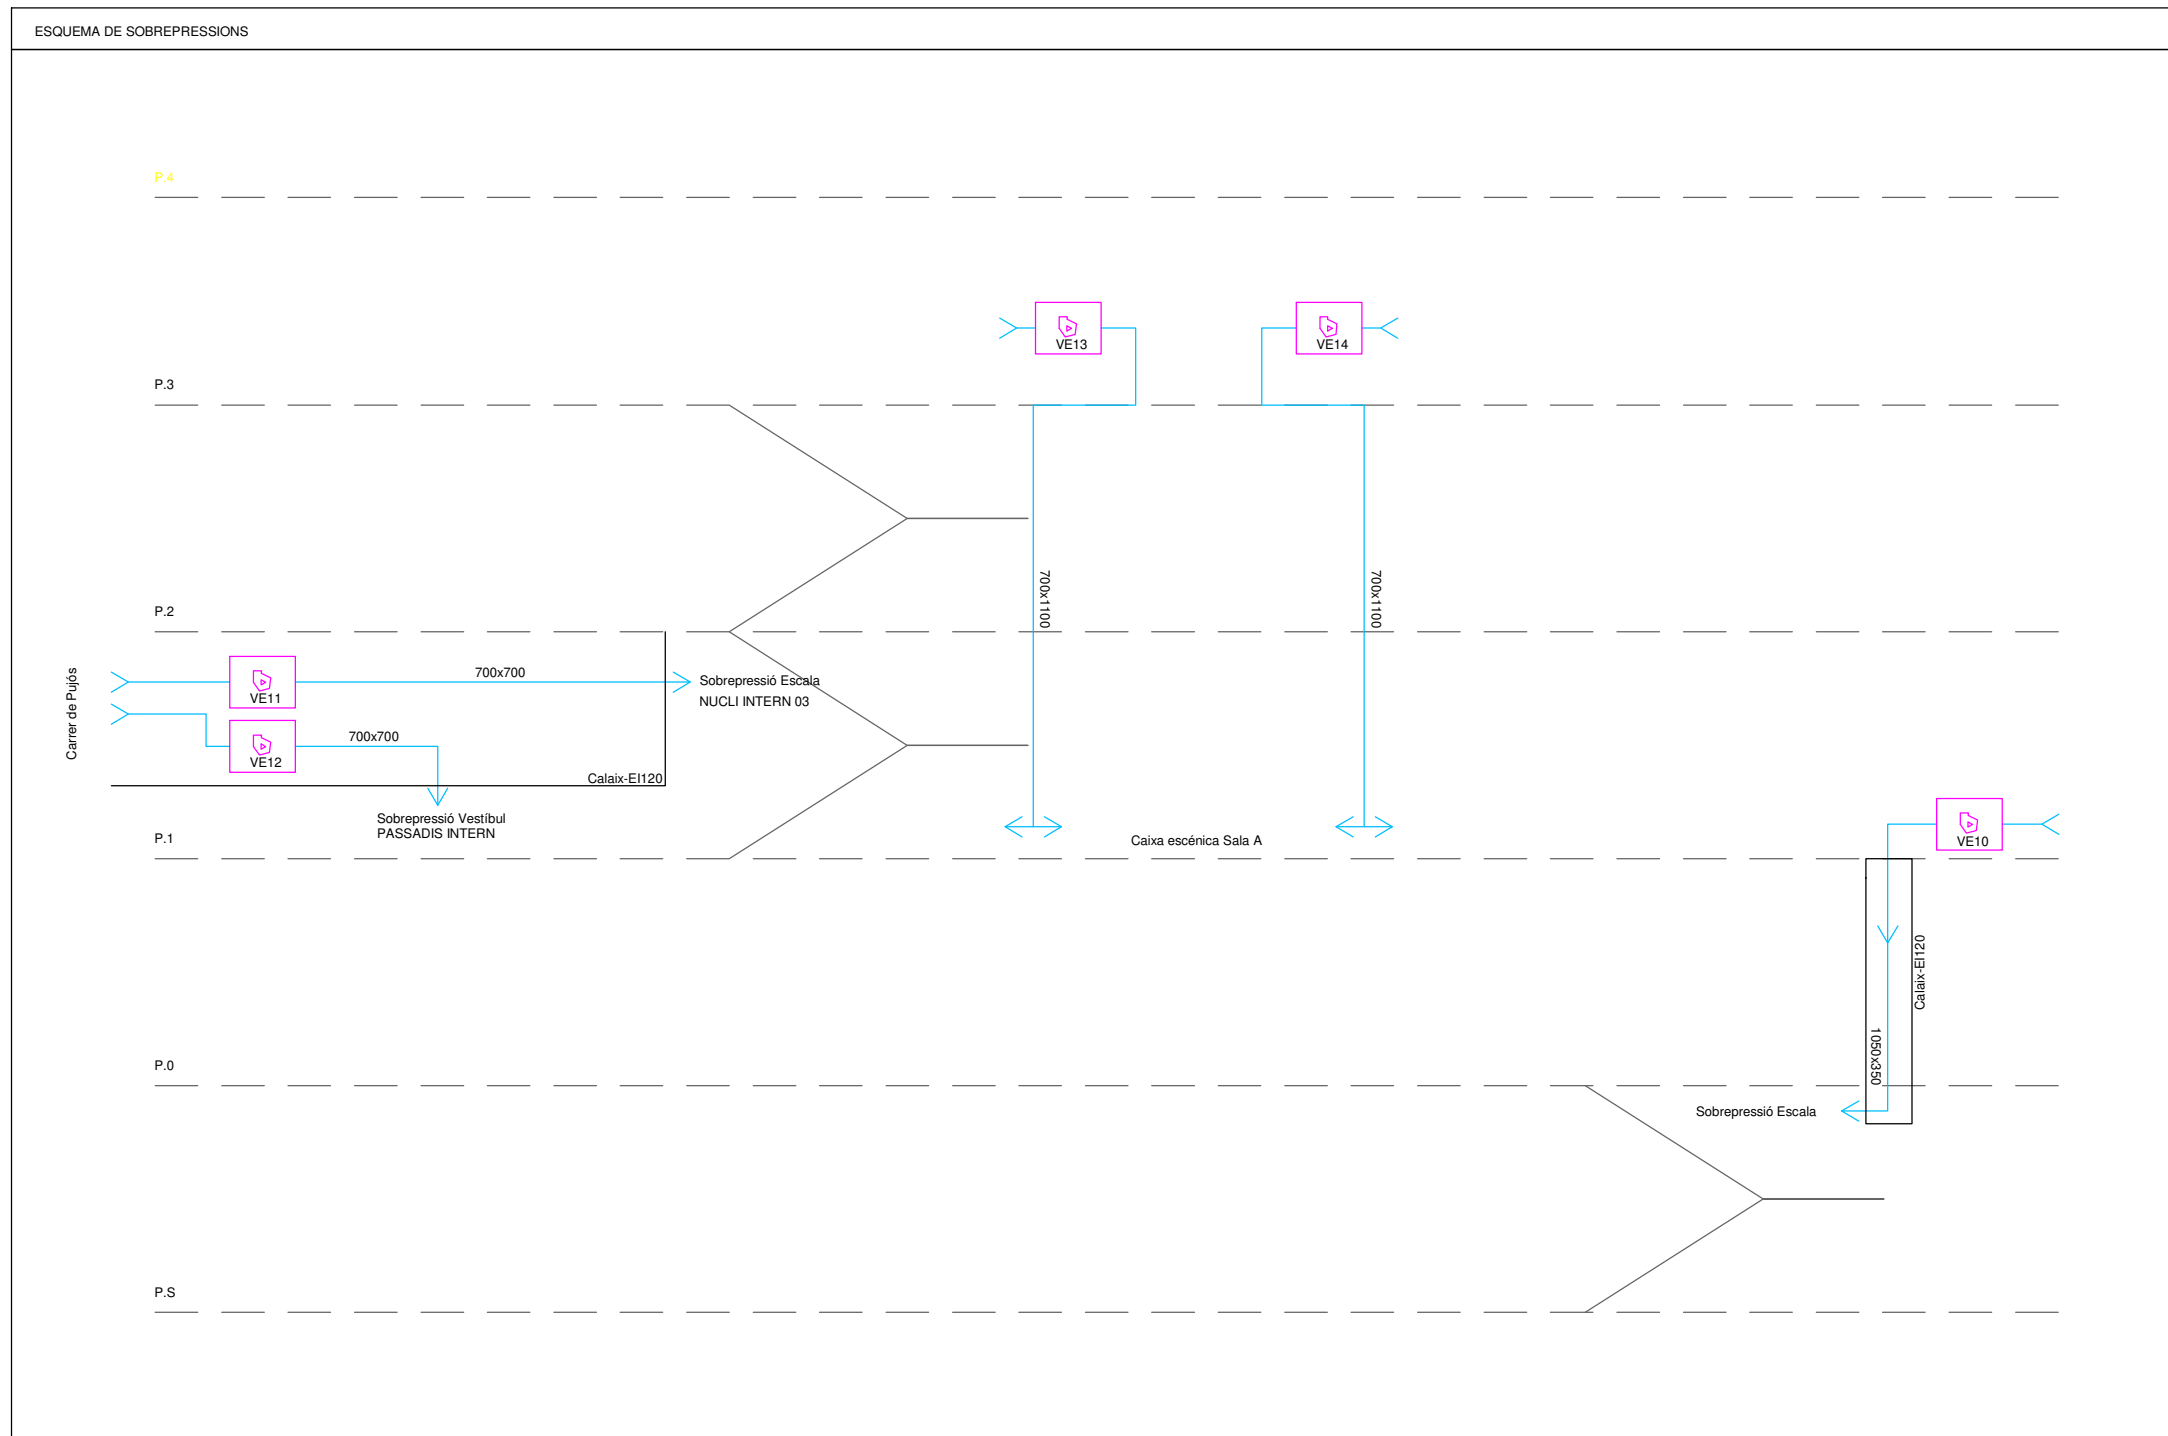 ESQUEMA DE SOBREPRESSIONS
P.4
VE13
VE14
P.3
700x1100
700x1100
P.2
Carrer de Pujós
VE11
700x700
Sobrepressió Escala
NUCLI INTERN 03
VE12
700x700
Calaix-EI120
Sobrepressió Vestíbul
PASSADIS INTERN
P.1
Caixa escénica Sala A
VE10
Calaix-EI120
1050x350
P.0
Sobrepressió Escala
P.S